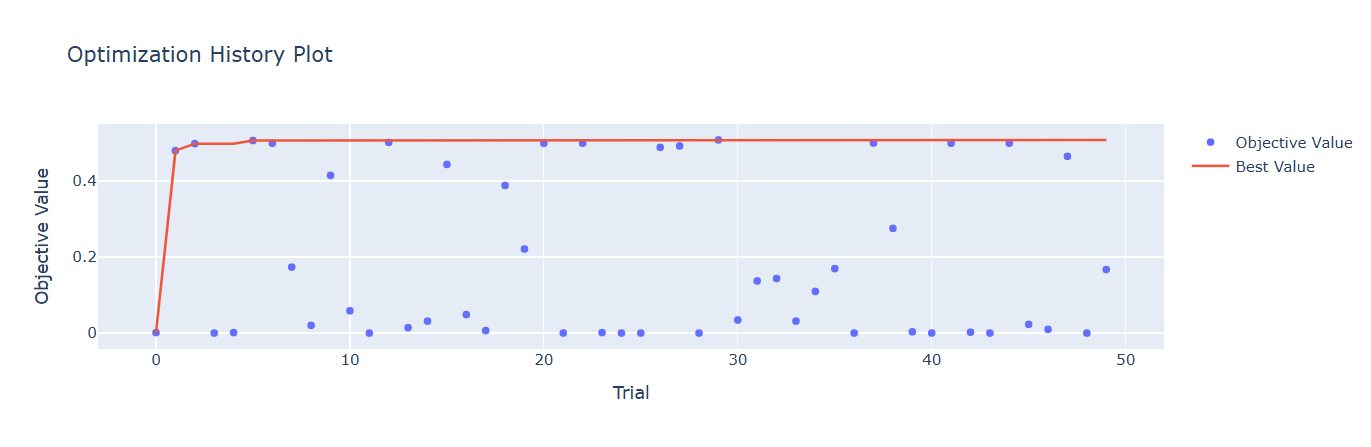 Optimization History Plot
Objective Value
Best Value
Objective Value
0.4
0.2
0
0 10 20 30 40 50
Trial